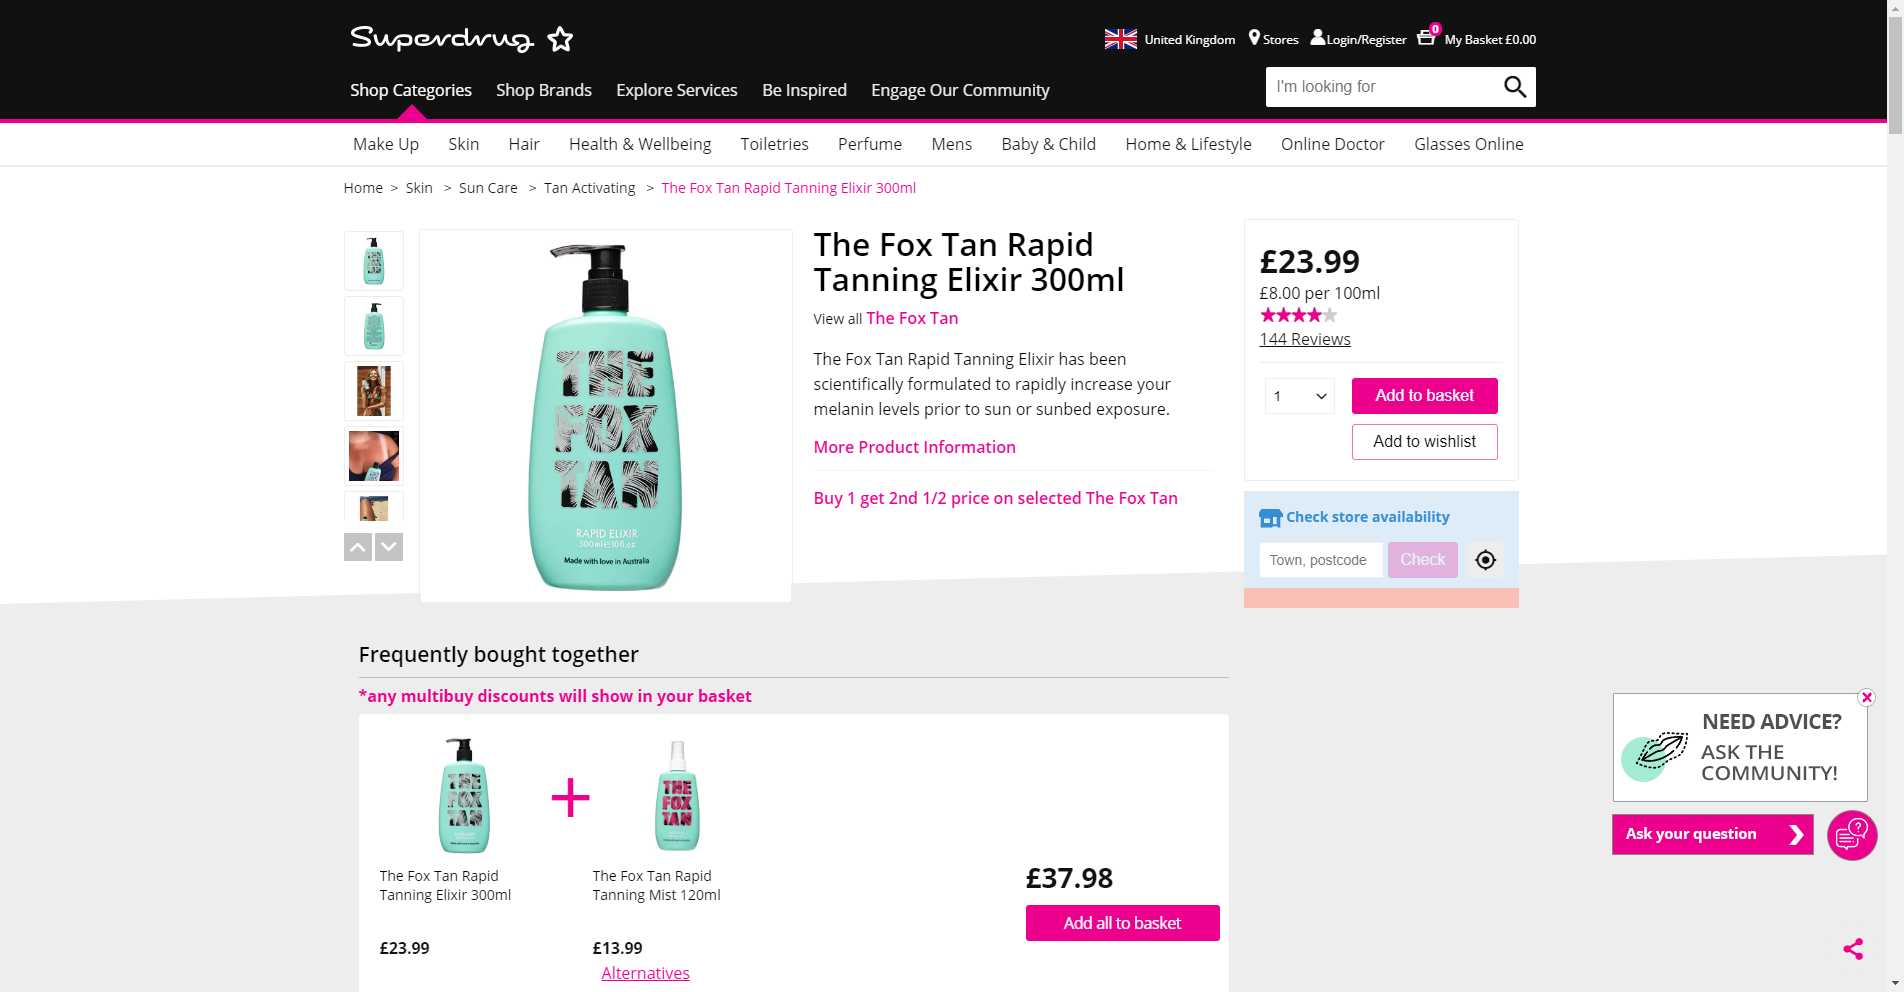 Superdrug
United Kingdom
Stores
Login/Register
0
My Basket £0.00
Shop Categories
Shop Brands
Explore Services
Be Inspired
Engage Our Community
I'm looking for
Make Up
Skin
Hair
Health & Wellbeing
Toiletries
Perfume
Mens
Baby & Child
Home & Lifestyle
Online Doctor
Glasses Online
Home > Skin > Sun Care > Tan Activating > The Fox Tan Rapid Tanning Elixir 300ml
THE
FOX
TAN
RAPID ELIXIR
300ml℮10fl.oz
Made with love in Australia
The Fox Tan Rapid
Tanning Elixir 300ml
View all The Fox Tan
The Fox Tan Rapid Tanning Elixir has been
scientifically formulated to rapidly increase your
melanin levels prior to sun or sunbed exposure.
More Product Information
Buy 1 get 2nd 1/2 price on selected The Fox Tan
£23.99
£8.00 per 100ml
144 Reviews
1
Add to basket
Add to wishlist
Check store availability
Town, postcode
Check
Frequently bought together
*any multibuy discounts will show in your basket
THE
FOX
TAN
THE
FOX
TAN
The Fox Tan Rapid
Tanning Elixir 300ml
£23.99
The Fox Tan Rapid
Tanning Mist 120ml
£13.99
Alternatives
£37.98
Add all to basket
NEED ADVICE?
ASK THE
COMMUNITY!
Ask your question